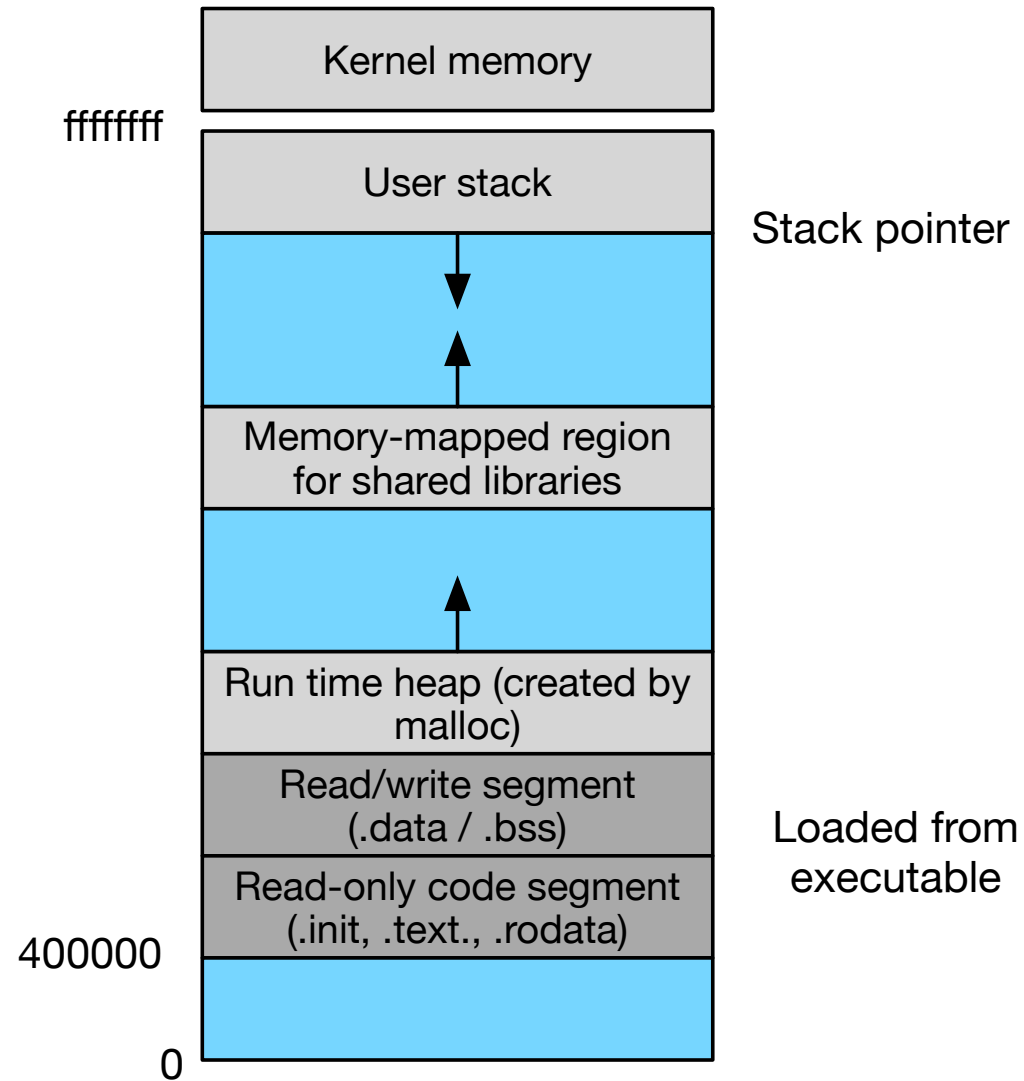 Kernel memory
ffffffff
User stack
Stack pointer
Memory-mapped region
for shared libraries
Run time heap (created by
malloc)
Read/write segment
(.data / .bss)
Loaded from
executable
Read-only code segment
(.init, .text., .rodata)
400000
0